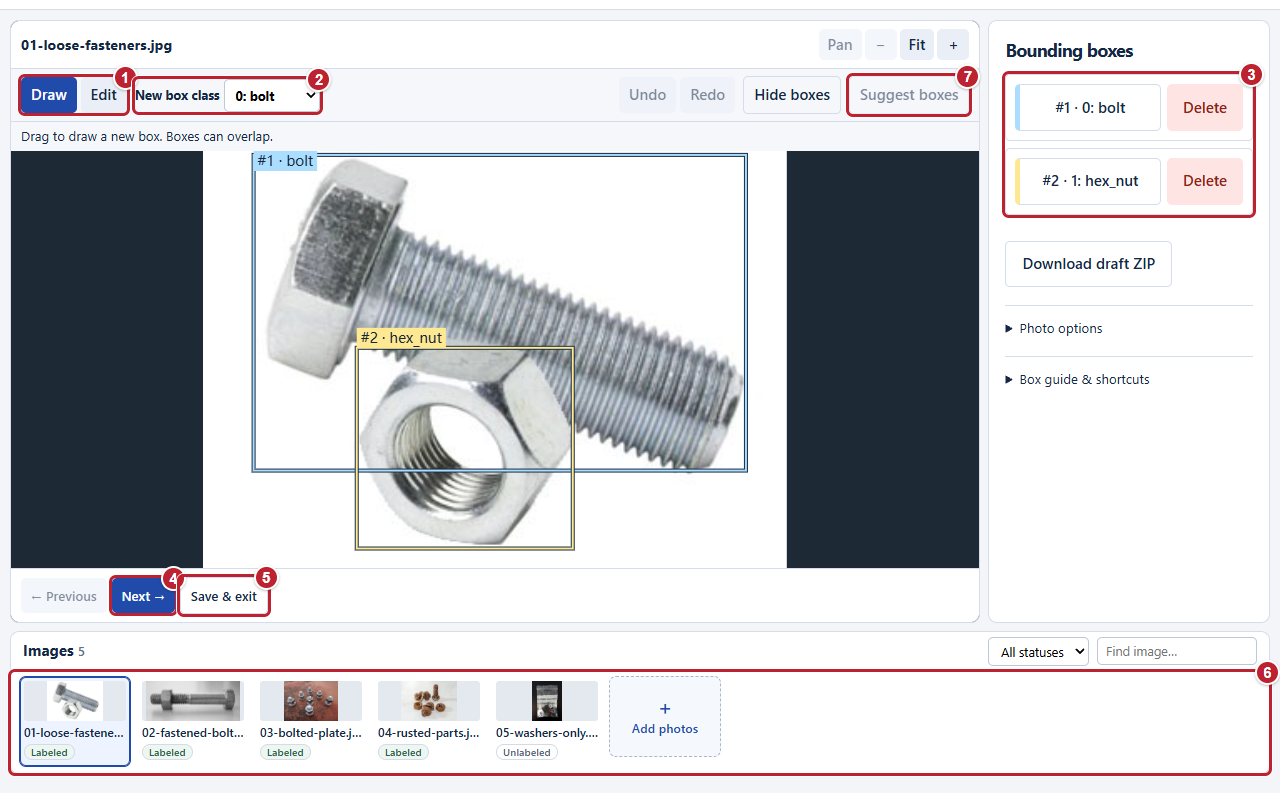 01-loose-fasteners.jpg
Pan − Fit +
Draw Edit 1 New box class 0: bolt 2 Undo Redo Hide boxes Suggest boxes 7
Drag to draw a new box. Boxes can overlap.
#1 · bolt
#2 · hex_nut
← Previous Next → 4 Save & exit 5
Bounding boxes
3
#1 · 0: bolt Delete
#2 · 1: hex_nut Delete
Download draft ZIP
▶ Photo options
▶ Box guide & shortcuts
Images 5 All statuses Find image...
6
01-loose-fastene... 02-fastened-bolt... 03-bolted-plate.j... 04-rusted-parts.j... 05-washers-only....
Labeled Labeled Labeled Labeled Unlabeled
+
Add photos